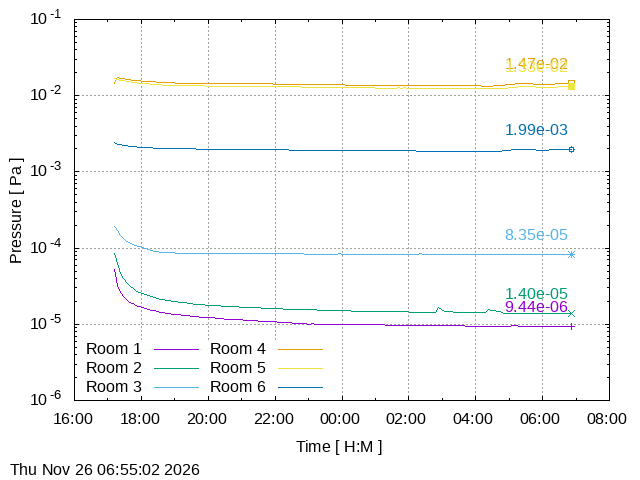 10^-1
10^-2
10^-3
10^-4
10^-5
10^-6
Pressure [ Pa ]
1.47e-02
1.99e-03
8.35e-05
1.40e-05
9.44e-06
Room 1 Room 4
Room 2 Room 5
Room 3 Room 6
16:00 18:00 20:00 22:00 00:00 02:00 04:00 06:00 08:00
Time [ H:M ]
Thu Nov 26 06:55:02 2026